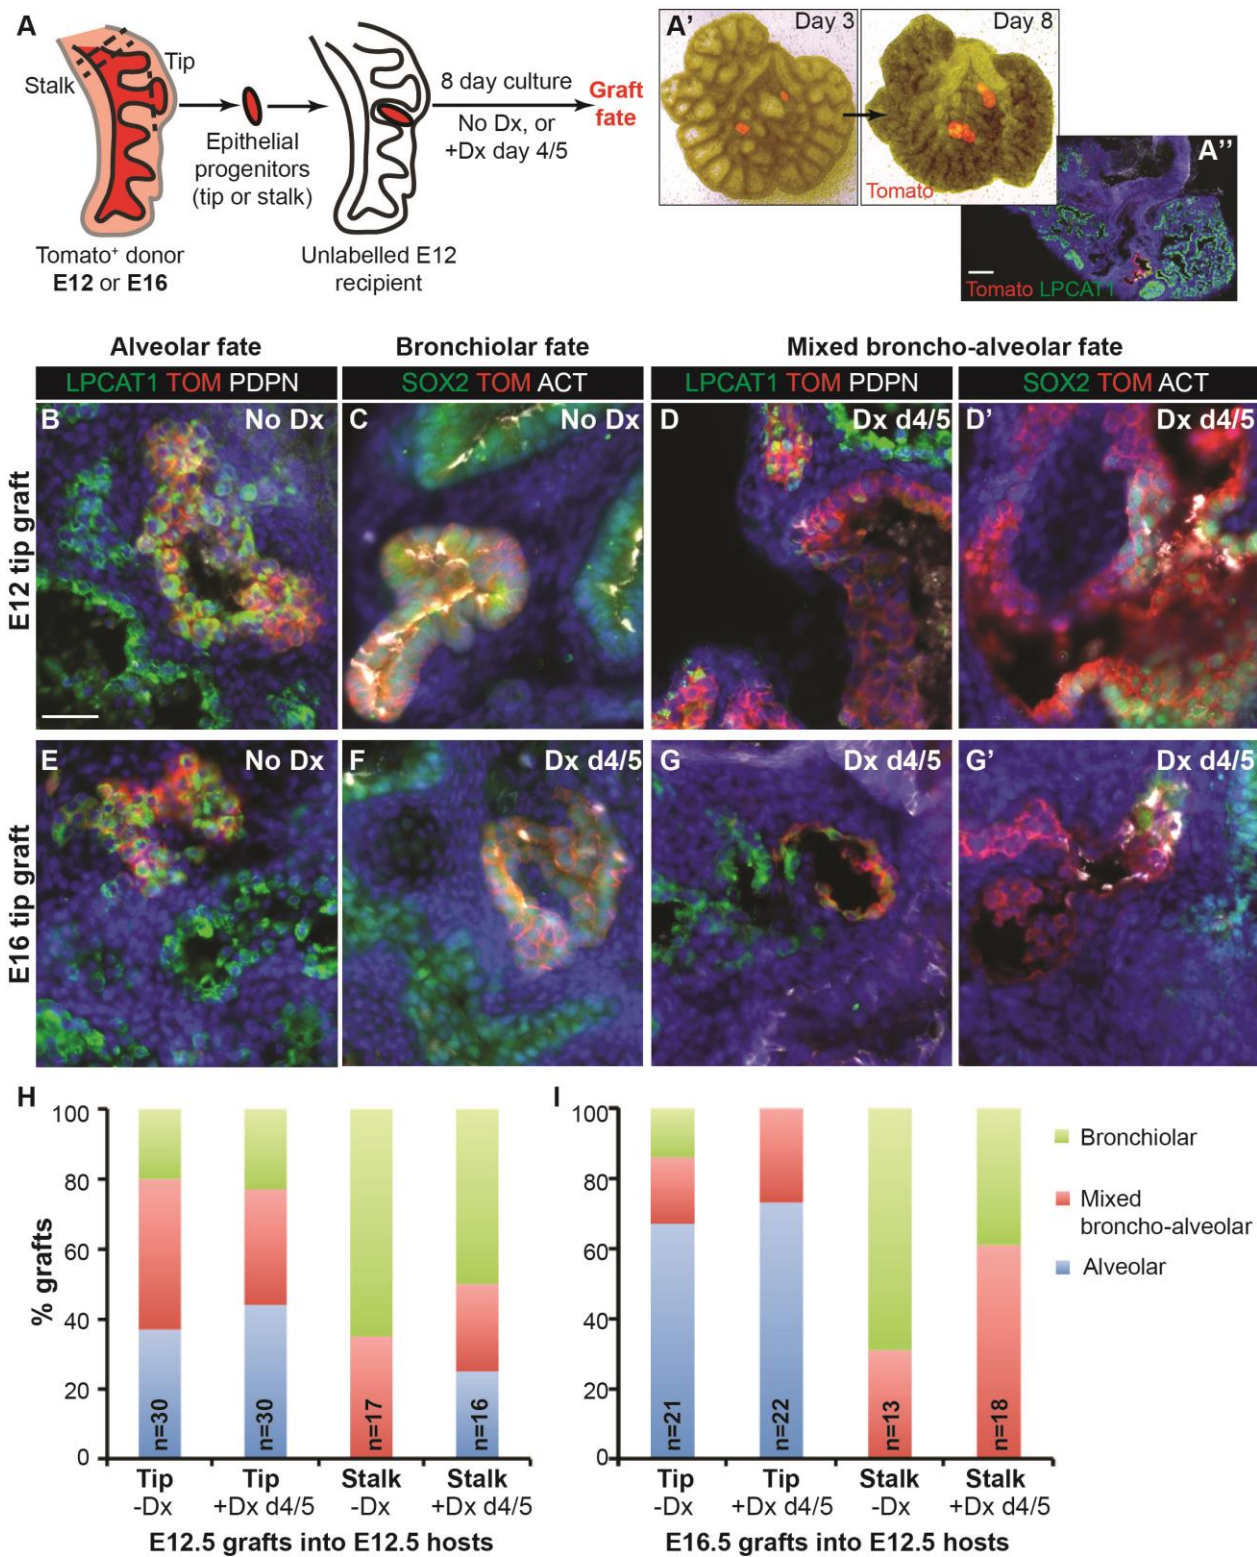 A
Tip
Stalk
Epithelial
progenitors
(tip or stalk)
Tomato⁺ donor
E12 or E16
Unlabelled E12
recipient
8 day culture
No Dx, or
+Dx day 4/5
Graft
fate
A' Day 3
Day 8
Tomato
A''
Tomato LPCAT1
Alveolar fate
Bronchiolar fate
Mixed broncho-alveolar fate
LPCAT1 TOM PDPN
SOX2 TOM ACT
LPCAT1 TOM PDPN
SOX2 TOM ACT
E12 tip graft
B No Dx
C No Dx
D Dx d4/5
D' Dx d4/5
E16 tip graft
E No Dx
F Dx d4/5
G Dx d4/5
G' Dx d4/5
H
% grafts
100
80
60
40
20
0
n=30
n=30
n=17
n=16
Tip
-Dx
Tip
+Dx d4/5
Stalk
-Dx
Stalk
+Dx d4/5
E12.5 grafts into E12.5 hosts
I
100
80
60
40
20
0
n=21
n=22
n=13
n=18
Tip
-Dx
Tip
+Dx d4/5
Stalk
-Dx
Stalk
+Dx d4/5
E16.5 grafts into E12.5 hosts
Bronchiolar
Mixed
broncho-alveolar
Alveolar